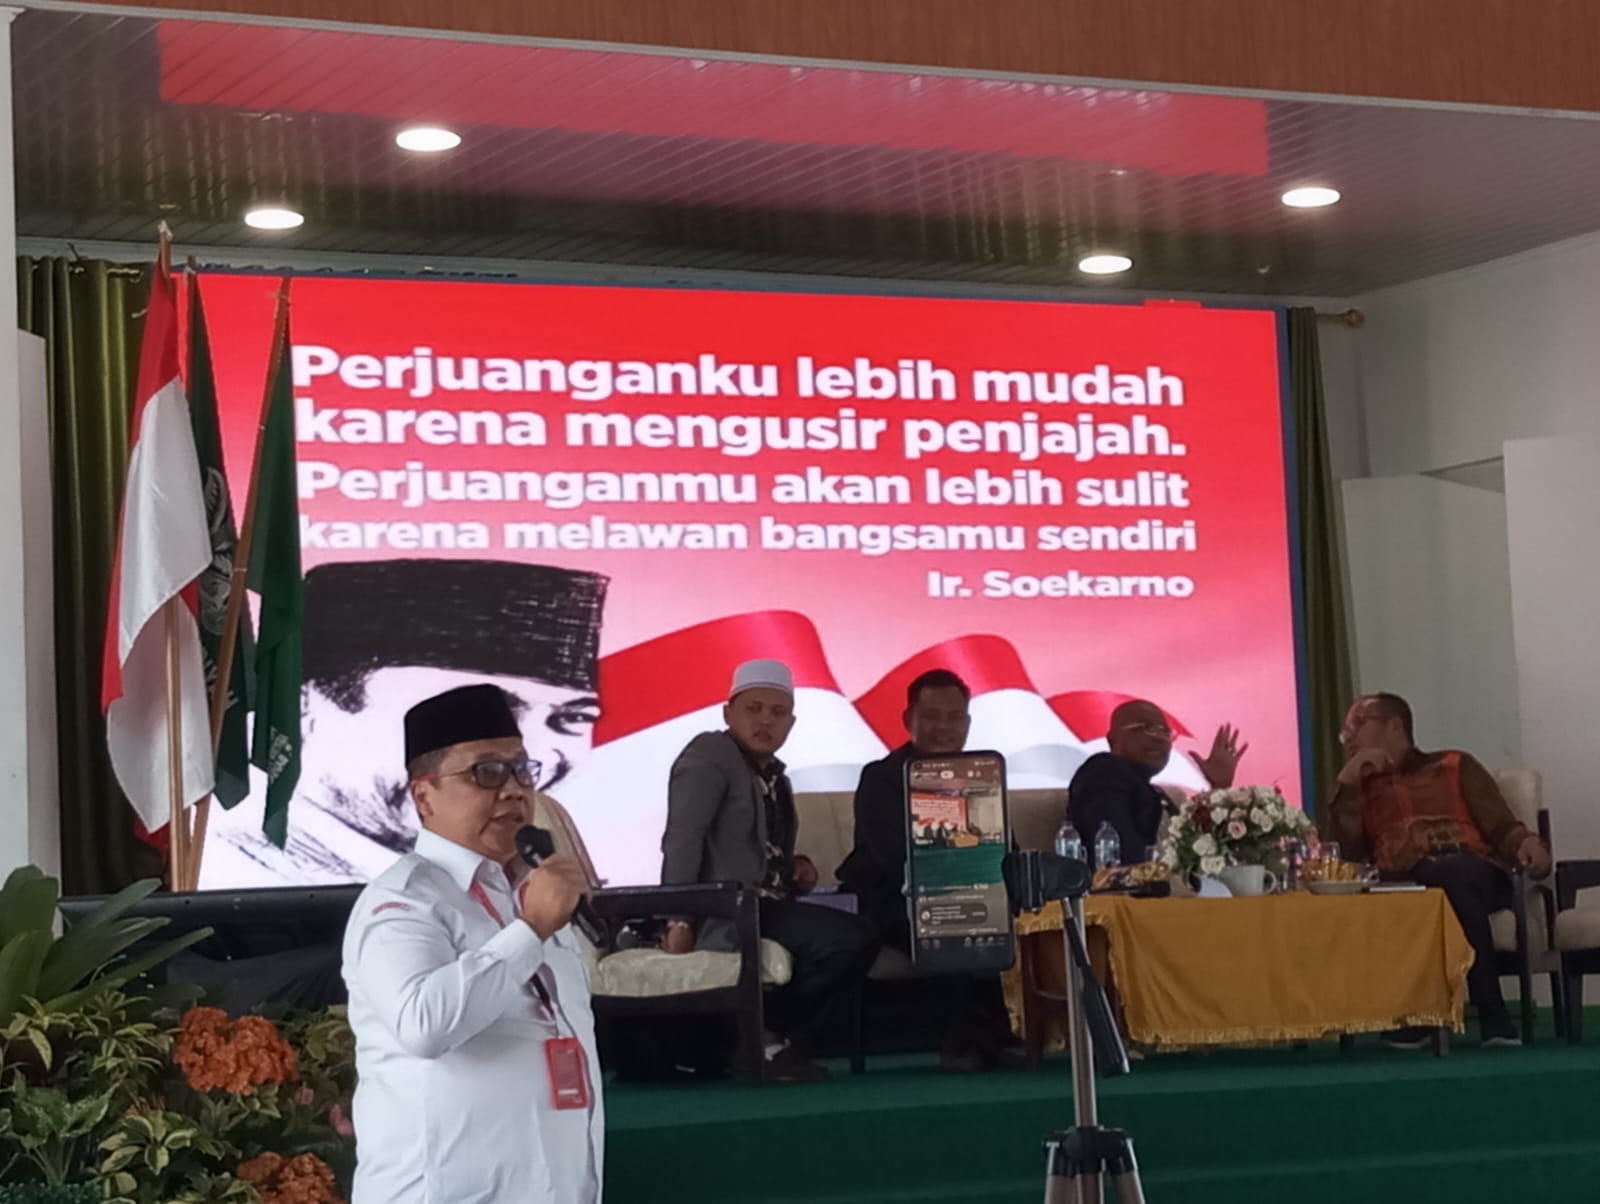 Perjuanganku lebih mudah
karena mengusir penjajah.
Perjuanganmu akan lebih sulit
karena melawan bangsamu sendiri
Ir. Soekarno